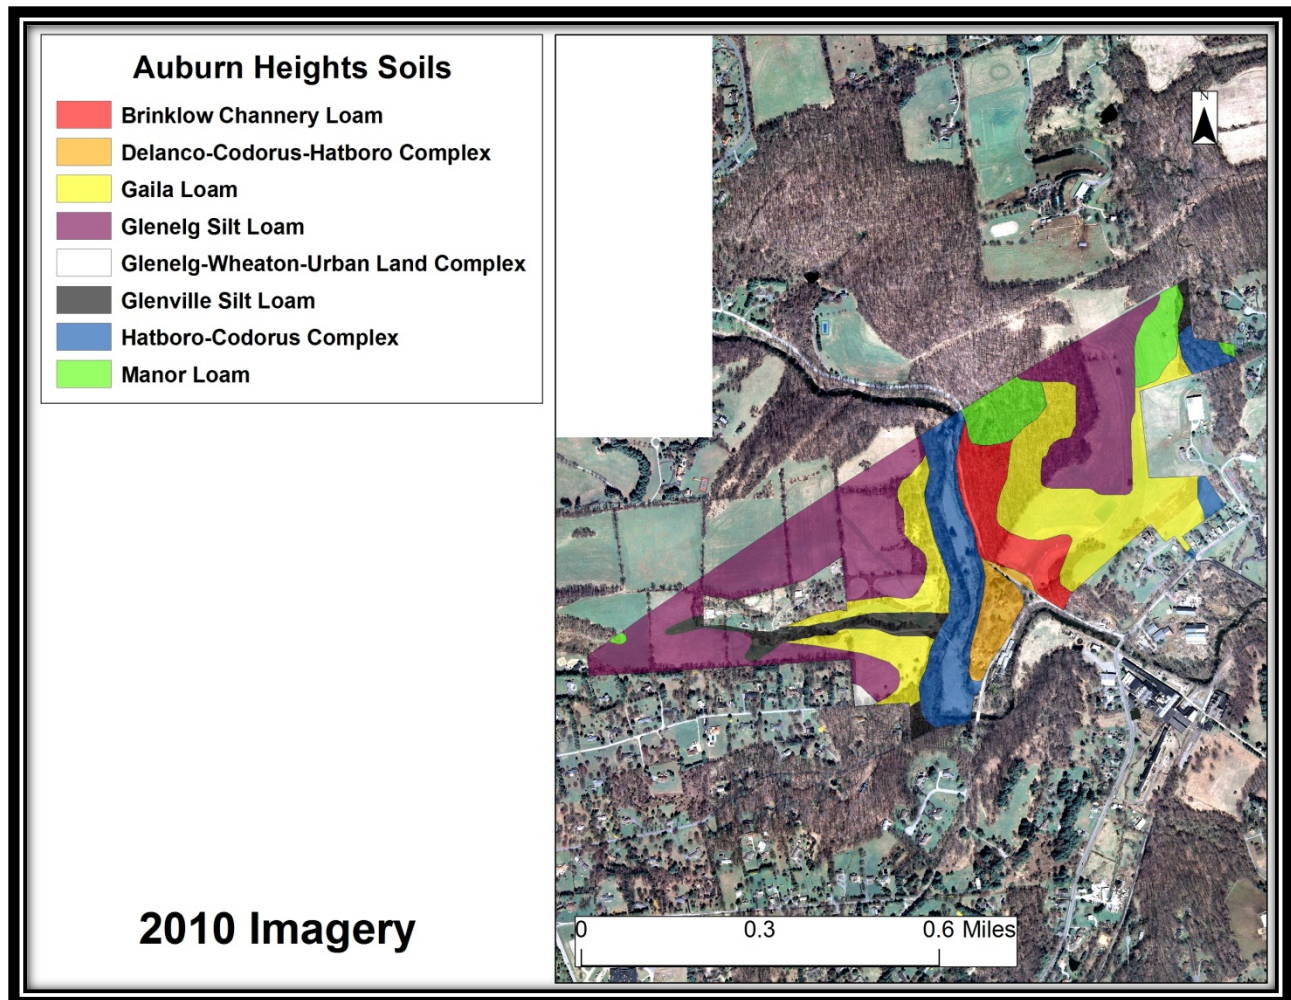 Auburn Heights Soils
Brinklow Channery Loam
Delanco-Codorus-Hatboro Complex
Gaila Loam
Glenelg Silt Loam
Glenelg-Wheaton-Urban Land Complex
Glenville Silt Loam
Hatboro-Codorus Complex
Manor Loam
N
2010 Imagery
0 0.3 0.6 Miles